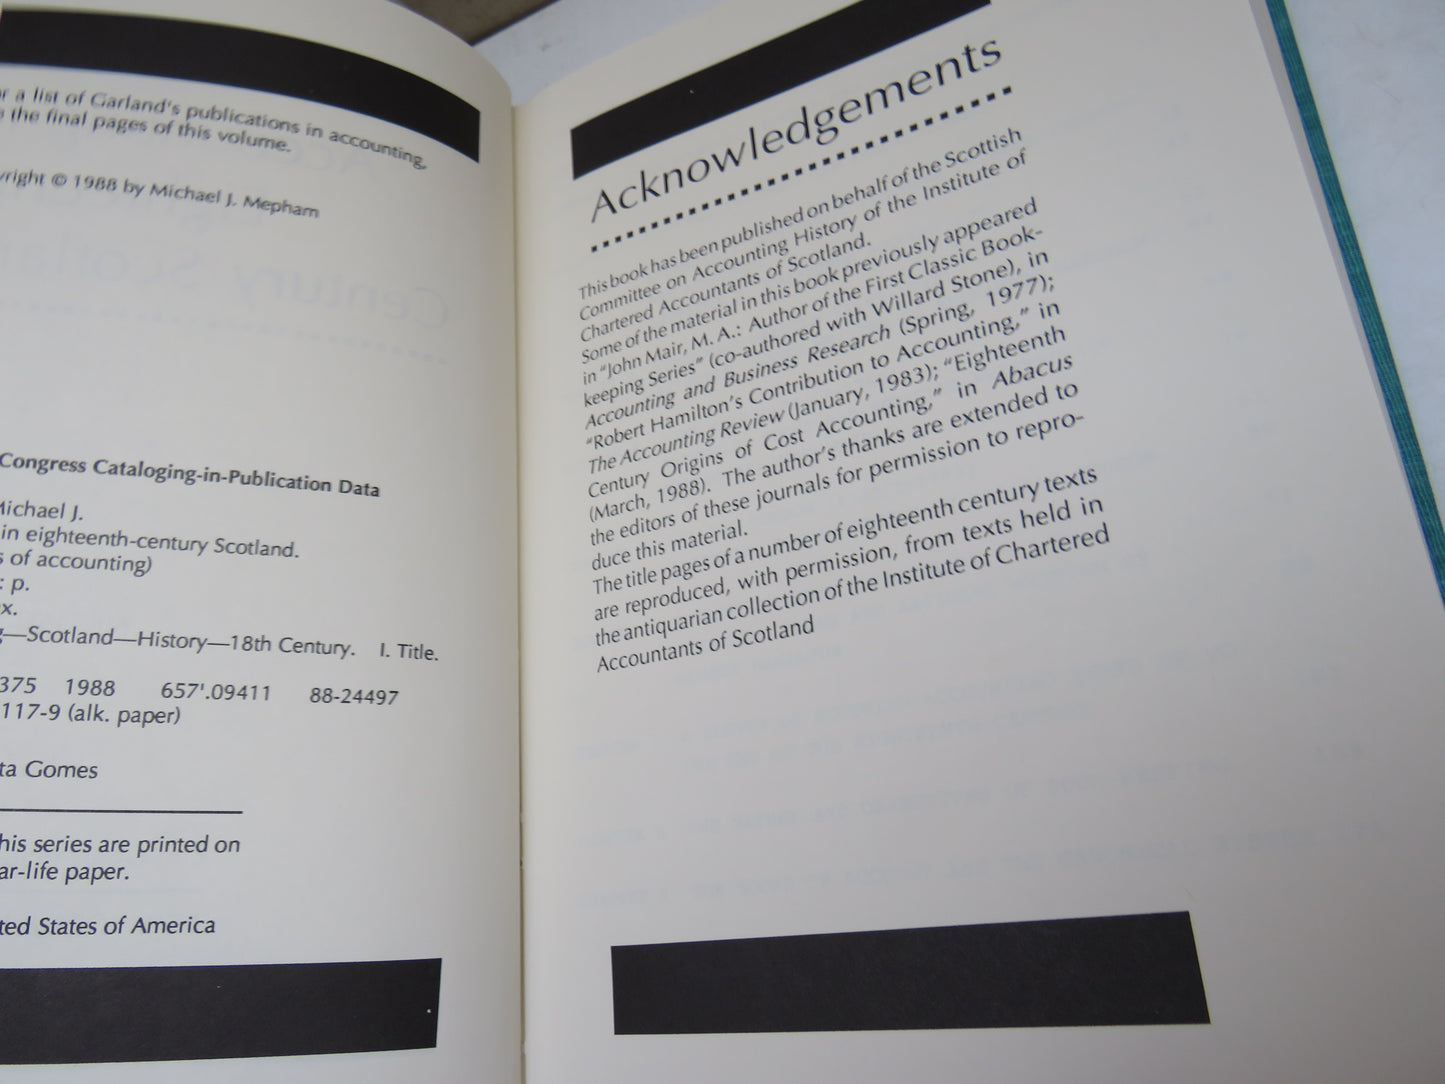 r a list of Garland's publications in accounting,
the final pages of this volume.
yright © 1988 by Michael J. Mepham
Congress Cataloging-in-Publication Data
Michael J.
in eighteenth-century Scotland.
s of accounting)
: p.
x.
g—Scotland—History—18th Century. I. Title.
375 1988 657'.09411 88-24497
117-9 (alk. paper)
ta Gomes
his series are printed on
ar-life paper.
ted States of America
Acknowledgements
This book has been published on behalf of the Scottish
Committee on Accounting History of the Institute of
Chartered Accountants of Scotland.
Some of the material in this book previously appeared
in "John Mair, M. A.: Author of the First Classic Book-
keeping Series" (co-authored with Willard Stone), in
Accounting and Business Research (Spring, 1977);
"Robert Hamilton's Contribution to Accounting," in
The Accounting Review (January, 1983); "Eighteenth
Century Origins of Cost Accounting," in Abacus
(March, 1988). The author's thanks are extended to
the editors of these journals for permission to repro-
duce this material.
The title pages of a number of eighteenth century texts
are reproduced, with permission, from texts held in
the antiquarian collection of the Institute of Chartered
Accountants of Scotland